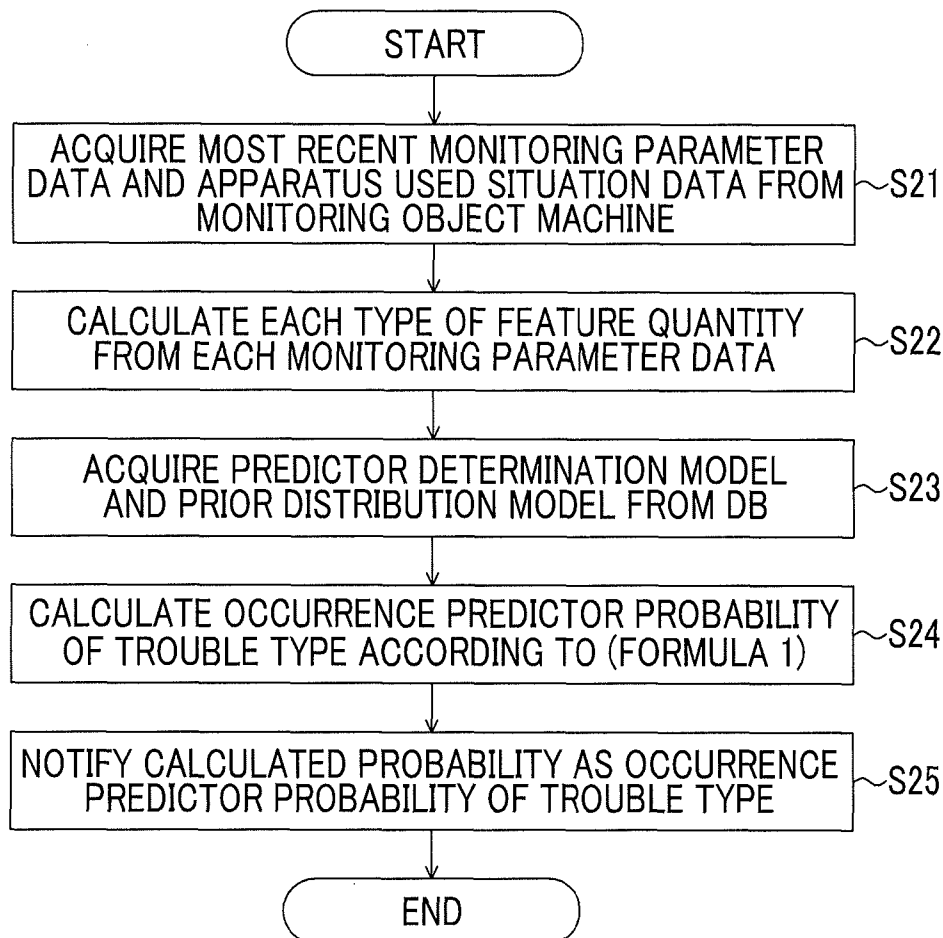 START
ACQUIRE MOST RECENT MONITORING PARAMETER
DATA AND APPARATUS USED SITUATION DATA FROM
MONITORING OBJECT MACHINE
~S21
CALCULATE EACH TYPE OF FEATURE QUANTITY
FROM EACH MONITORING PARAMETER DATA
~S22
ACQUIRE PREDICTOR DETERMINATION MODEL
AND PRIOR DISTRIBUTION MODEL FROM DB
~S23
CALCULATE OCCURRENCE PREDICTOR PROBABILITY
OF TROUBLE TYPE ACCORDING TO (FORMULA 1)
~S24
NOTIFY CALCULATED PROBABILITY AS OCCURRENCE
PREDICTOR PROBABILITY OF TROUBLE TYPE
~S25
END